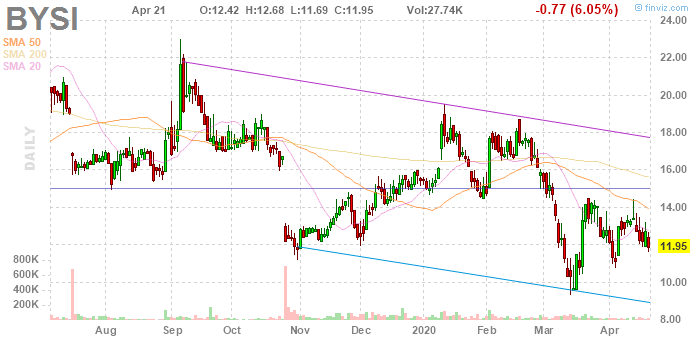 BYSI
Apr 21 O:12.42 H:12.68 L:11.69 C:11.95 Vol:27.74K -0.77 (6.05%)
© finviz.com
SMA 50
SMA 200
SMA 20
DAILY
24.00
22.00
20.00
18.00
16.00
14.00
11.95
10.00
8.00
800K
600K
400K
200K
Aug Sep Oct Nov Dec 2020 Feb Mar Apr